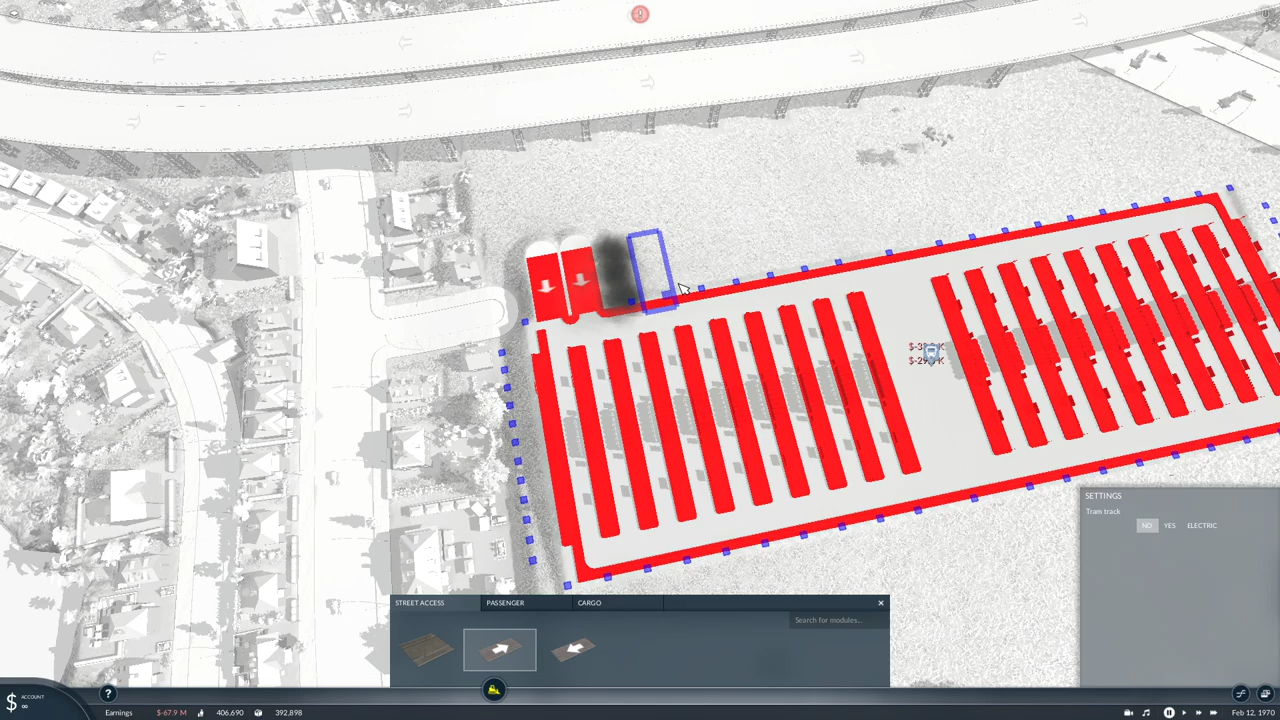 SETTINGS
Tram track
NO YES ELECTRIC
STREET ACCESS PASSENGER CARGO
Search for modules...
?
$ ACCOUNT
∞
Earnings $-67.9 M 406,690 392,898
Feb 12, 1970